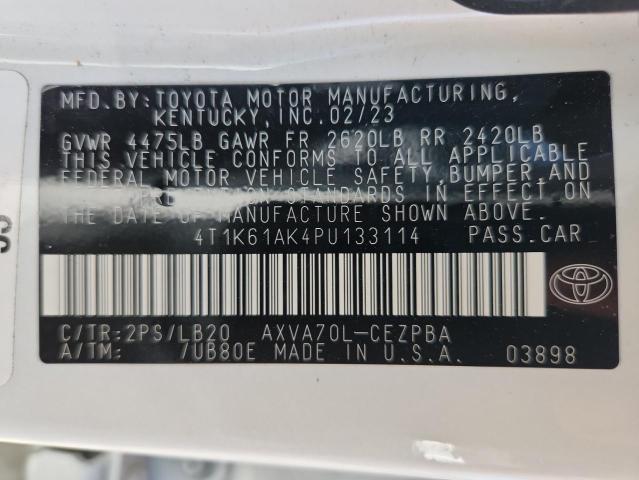 MFD. BY: TOYOTA MOTOR MANUFACTURING,
KENTUCKY, INC. 02/23
GVWR 4475LB GAWR FR 2620LB RR 2420LB
THIS VEHICLE CONFORMS TO ALL APPLICABLE
FEDERAL MOTOR VEHICLE SAFETY, BUMPER, AND
PREVENTION STANDARDS IN EFFECT ON
THE DATE OF MANUFACTURE SHOWN ABOVE.
4T1K61AK4PU133114 PASS.CAR
C/TR:2PS/LB20 AXVA70L-CEZPBA
A/TM: 7UB80E MADE IN U.S.A. 03898